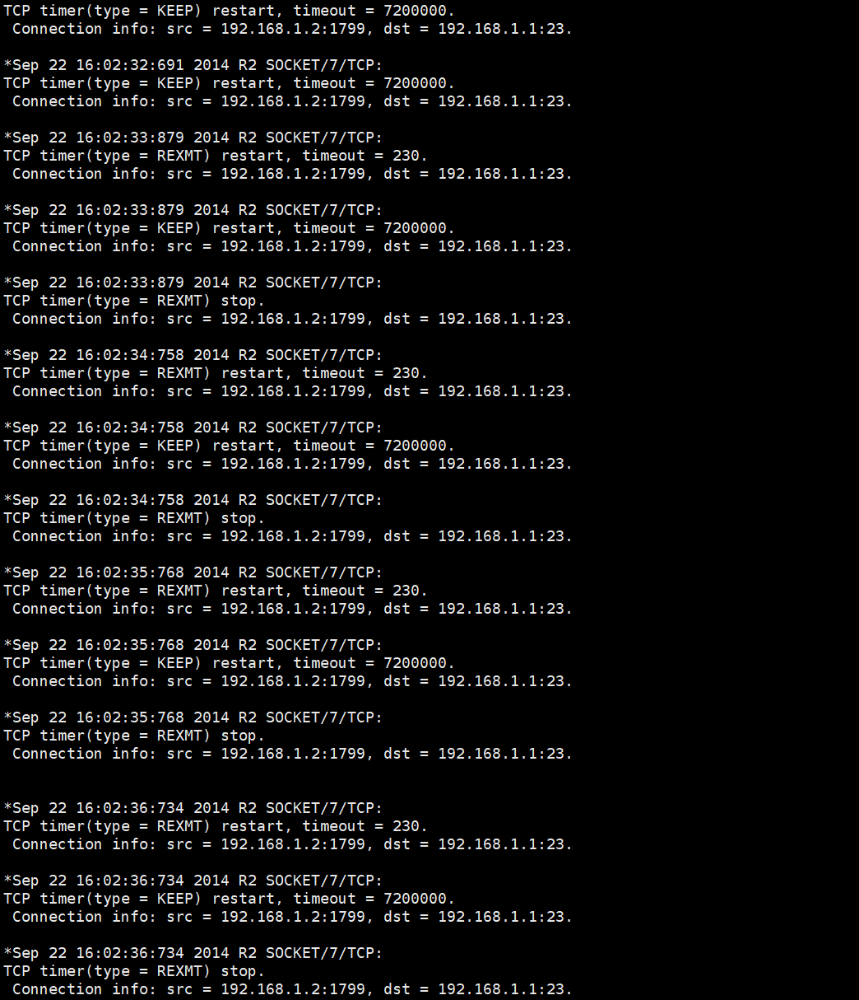 TCP timer(type = KEEP) restart, timeout = 7200000.
 Connection info: src = 192.168.1.2:1799, dst = 192.168.1.1:23.

*Sep 22 16:02:32:691 2014 R2 SOCKET/7/TCP:
TCP timer(type = KEEP) restart, timeout = 7200000.
 Connection info: src = 192.168.1.2:1799, dst = 192.168.1.1:23.

*Sep 22 16:02:33:879 2014 R2 SOCKET/7/TCP:
TCP timer(type = REXMT) restart, timeout = 230.
 Connection info: src = 192.168.1.2:1799, dst = 192.168.1.1:23.

*Sep 22 16:02:33:879 2014 R2 SOCKET/7/TCP:
TCP timer(type = KEEP) restart, timeout = 7200000.
 Connection info: src = 192.168.1.2:1799, dst = 192.168.1.1:23.

*Sep 22 16:02:33:879 2014 R2 SOCKET/7/TCP:
TCP timer(type = REXMT) stop.
 Connection info: src = 192.168.1.2:1799, dst = 192.168.1.1:23.

*Sep 22 16:02:34:758 2014 R2 SOCKET/7/TCP:
TCP timer(type = REXMT) restart, timeout = 230.
 Connection info: src = 192.168.1.2:1799, dst = 192.168.1.1:23.

*Sep 22 16:02:34:758 2014 R2 SOCKET/7/TCP:
TCP timer(type = KEEP) restart, timeout = 7200000.
 Connection info: src = 192.168.1.2:1799, dst = 192.168.1.1:23.

*Sep 22 16:02:34:758 2014 R2 SOCKET/7/TCP:
TCP timer(type = REXMT) stop.
 Connection info: src = 192.168.1.2:1799, dst = 192.168.1.1:23.

*Sep 22 16:02:35:768 2014 R2 SOCKET/7/TCP:
TCP timer(type = REXMT) restart, timeout = 230.
 Connection info: src = 192.168.1.2:1799, dst = 192.168.1.1:23.

*Sep 22 16:02:35:768 2014 R2 SOCKET/7/TCP:
TCP timer(type = KEEP) restart, timeout = 7200000.
 Connection info: src = 192.168.1.2:1799, dst = 192.168.1.1:23.

*Sep 22 16:02:35:768 2014 R2 SOCKET/7/TCP:
TCP timer(type = REXMT) stop.
 Connection info: src = 192.168.1.2:1799, dst = 192.168.1.1:23.

*Sep 22 16:02:36:734 2014 R2 SOCKET/7/TCP:
TCP timer(type = REXMT) restart, timeout = 230.
 Connection info: src = 192.168.1.2:1799, dst = 192.168.1.1:23.

*Sep 22 16:02:36:734 2014 R2 SOCKET/7/TCP:
TCP timer(type = KEEP) restart, timeout = 7200000.
 Connection info: src = 192.168.1.2:1799, dst = 192.168.1.1:23.

*Sep 22 16:02:36:734 2014 R2 SOCKET/7/TCP:
TCP timer(type = REXMT) stop.
 Connection info: src = 192.168.1.2:1799, dst = 192.168.1.1:23.